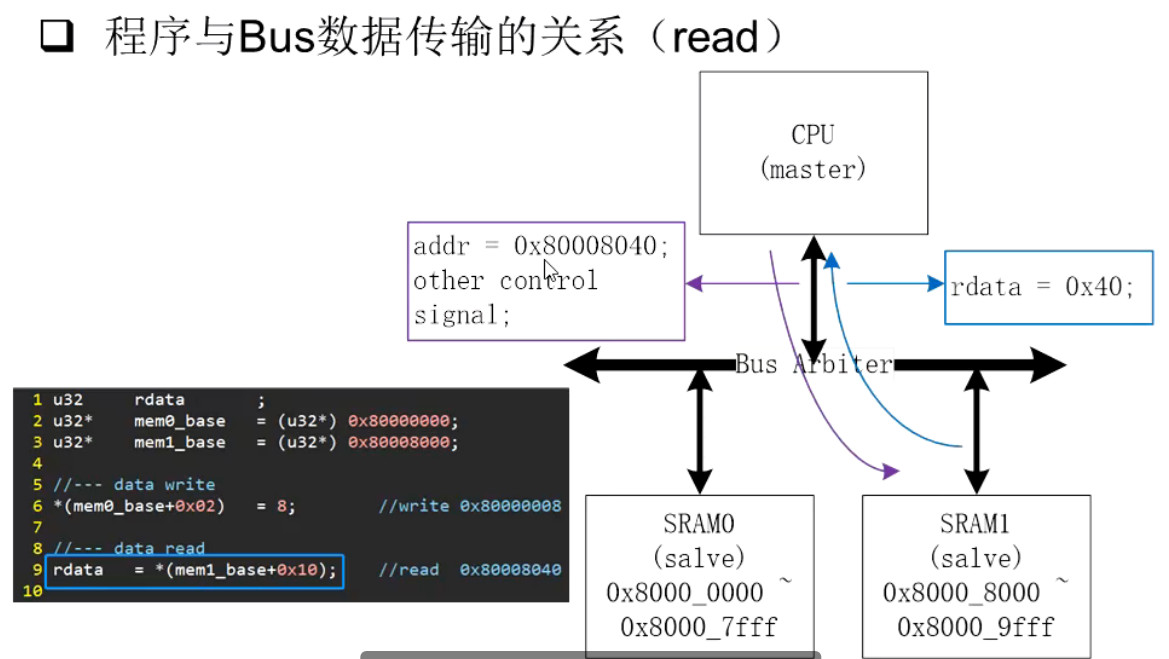 ❑ 程序与Bus数据传输的关系（read）
CPU
(master)
addr = 0x80008040;
other control
signal;
rdata = 0x40;
Bus Arbiter
1 u32 rdata ;
2 u32* mem0_base = (u32*) 0x80000000;
3 u32* mem1_base = (u32*) 0x80008000;
4
5 //--- data write
6 *(mem0_base+0x02) = 8; //write 0x80000008
7
8 //--- data read
9 rdata = *(mem1_base+0x10); //read 0x80008040
10
SRAM0
(salve)
0x8000_0000 ~
0x8000_7fff
SRAM1
(salve)
0x8000_8000 ~
0x8000_9fff